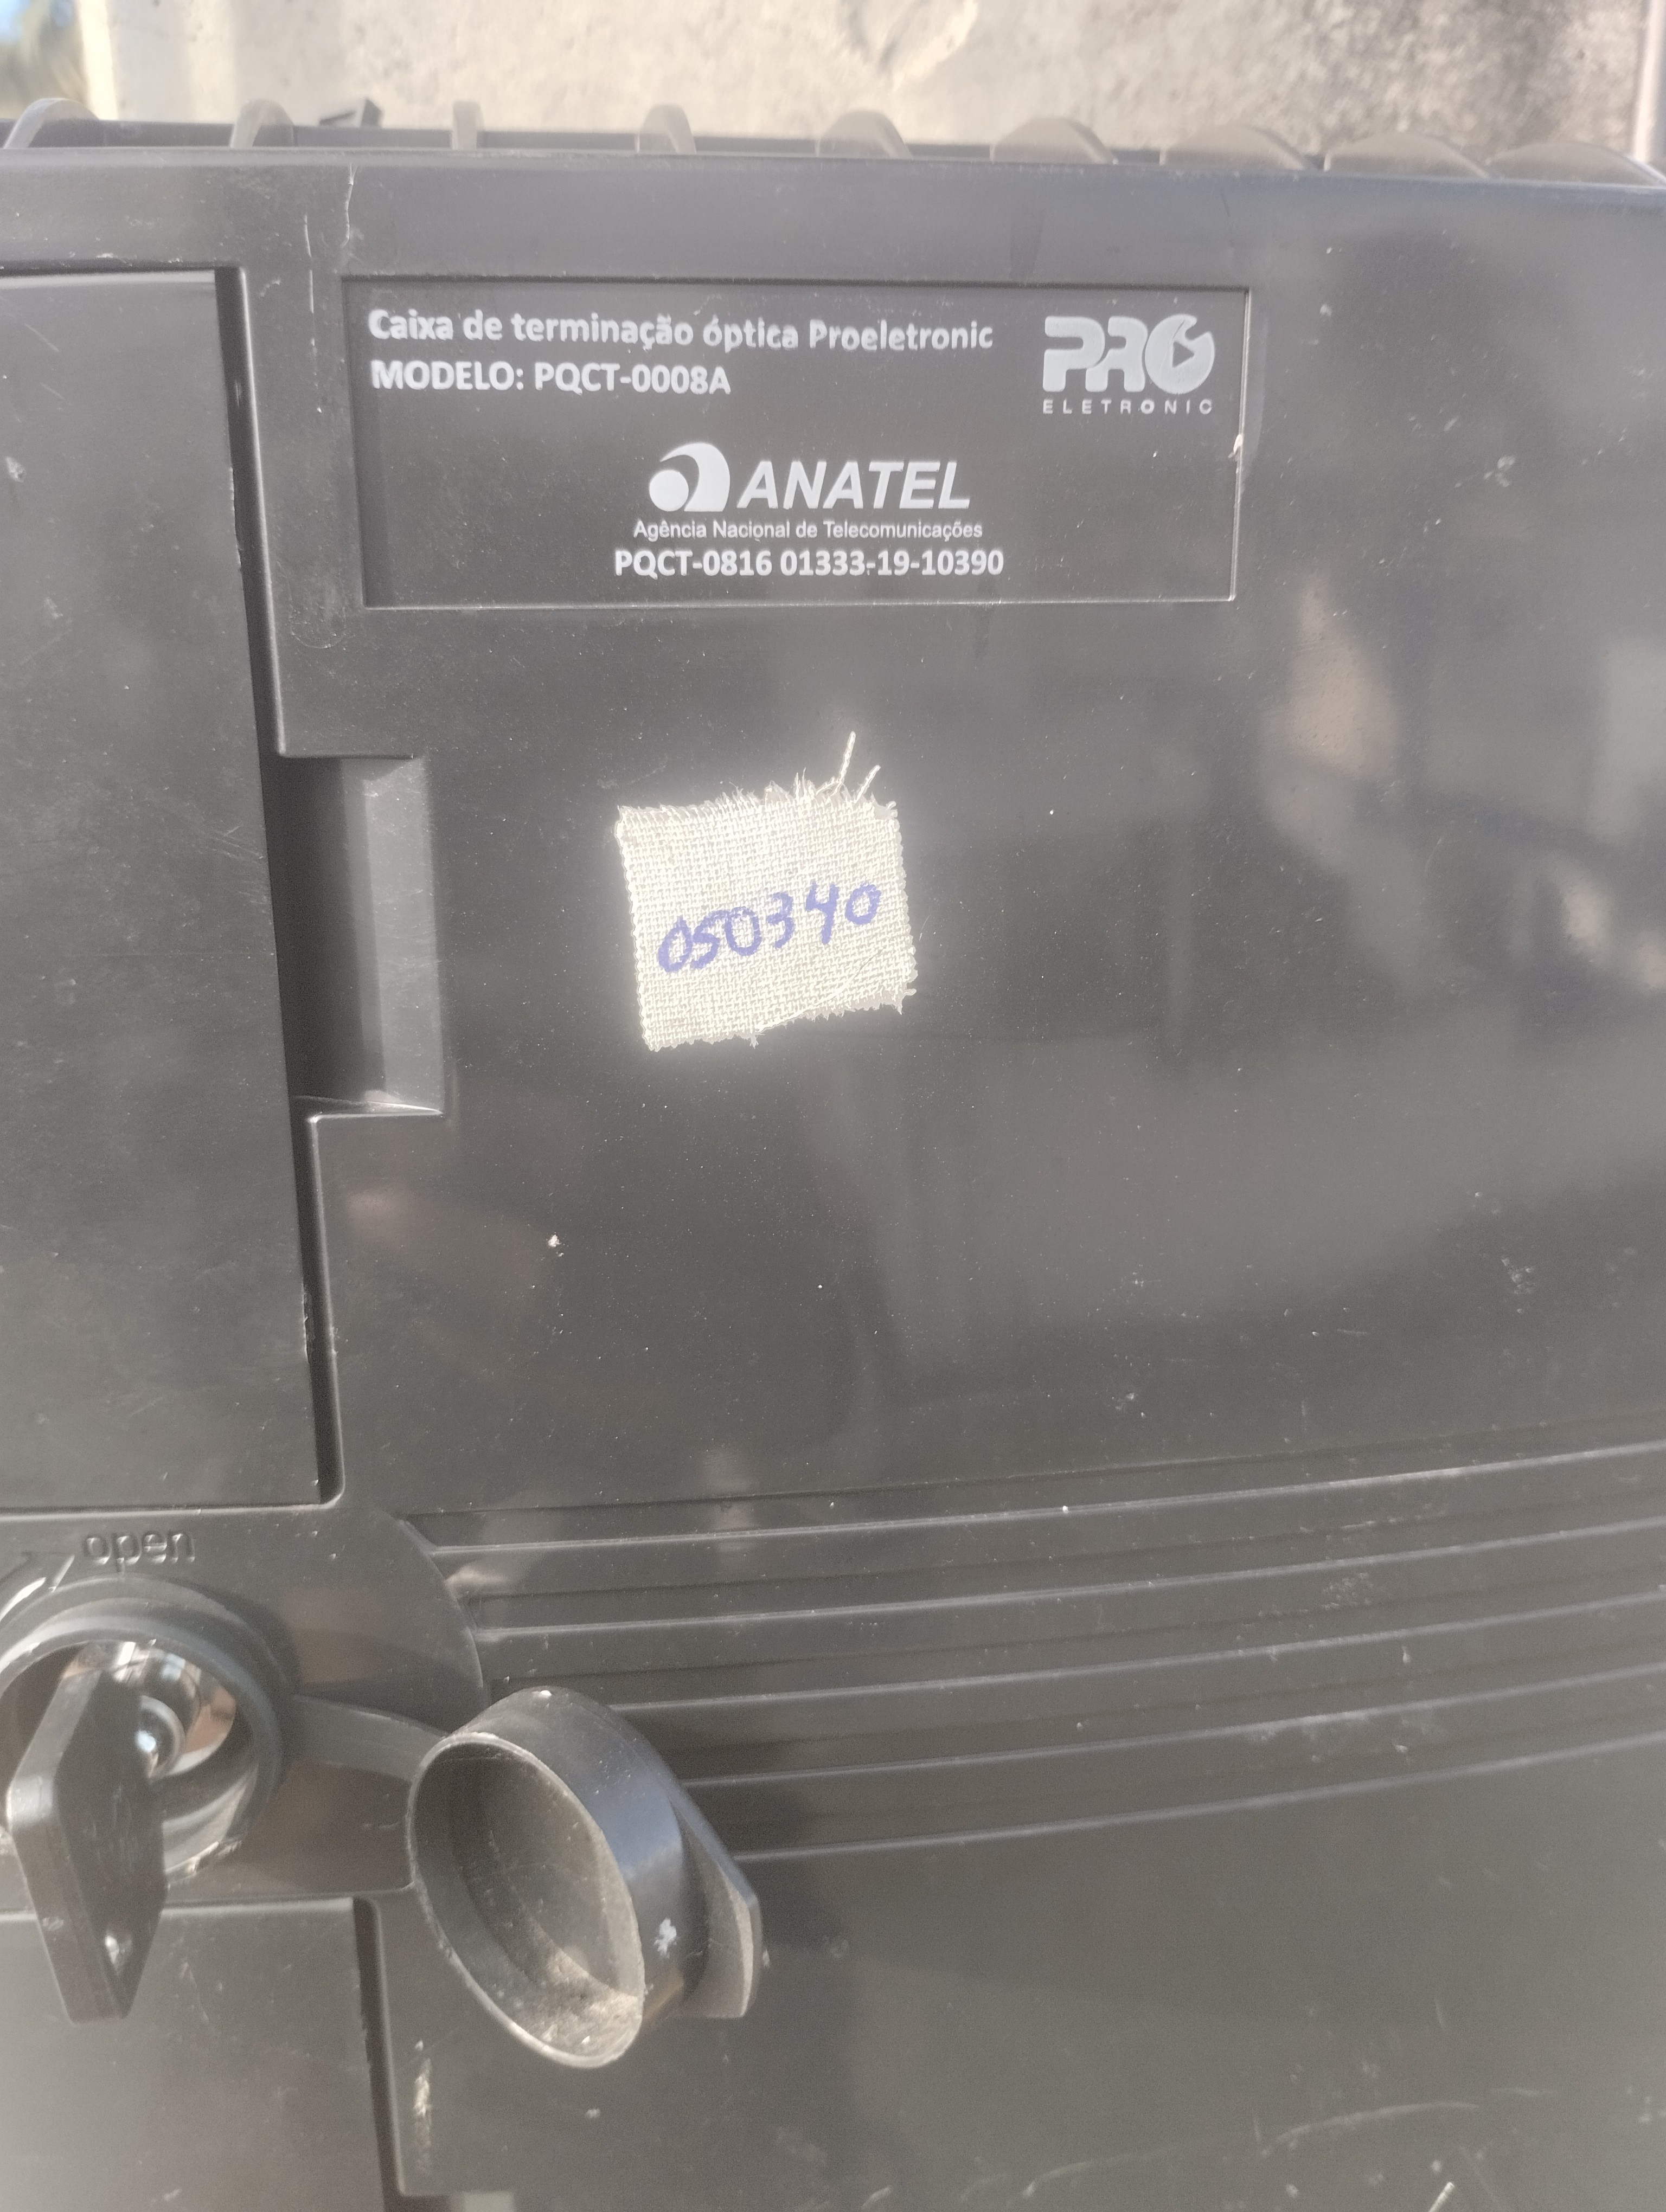 Caixa de terminação óptica Proeletronic
MODELO: PQCT-0008A
PRO
ELETRONIC
ANATEL
Agência Nacional de Telecomunicações
PQCT-0816 01333-19-10390
050340
open